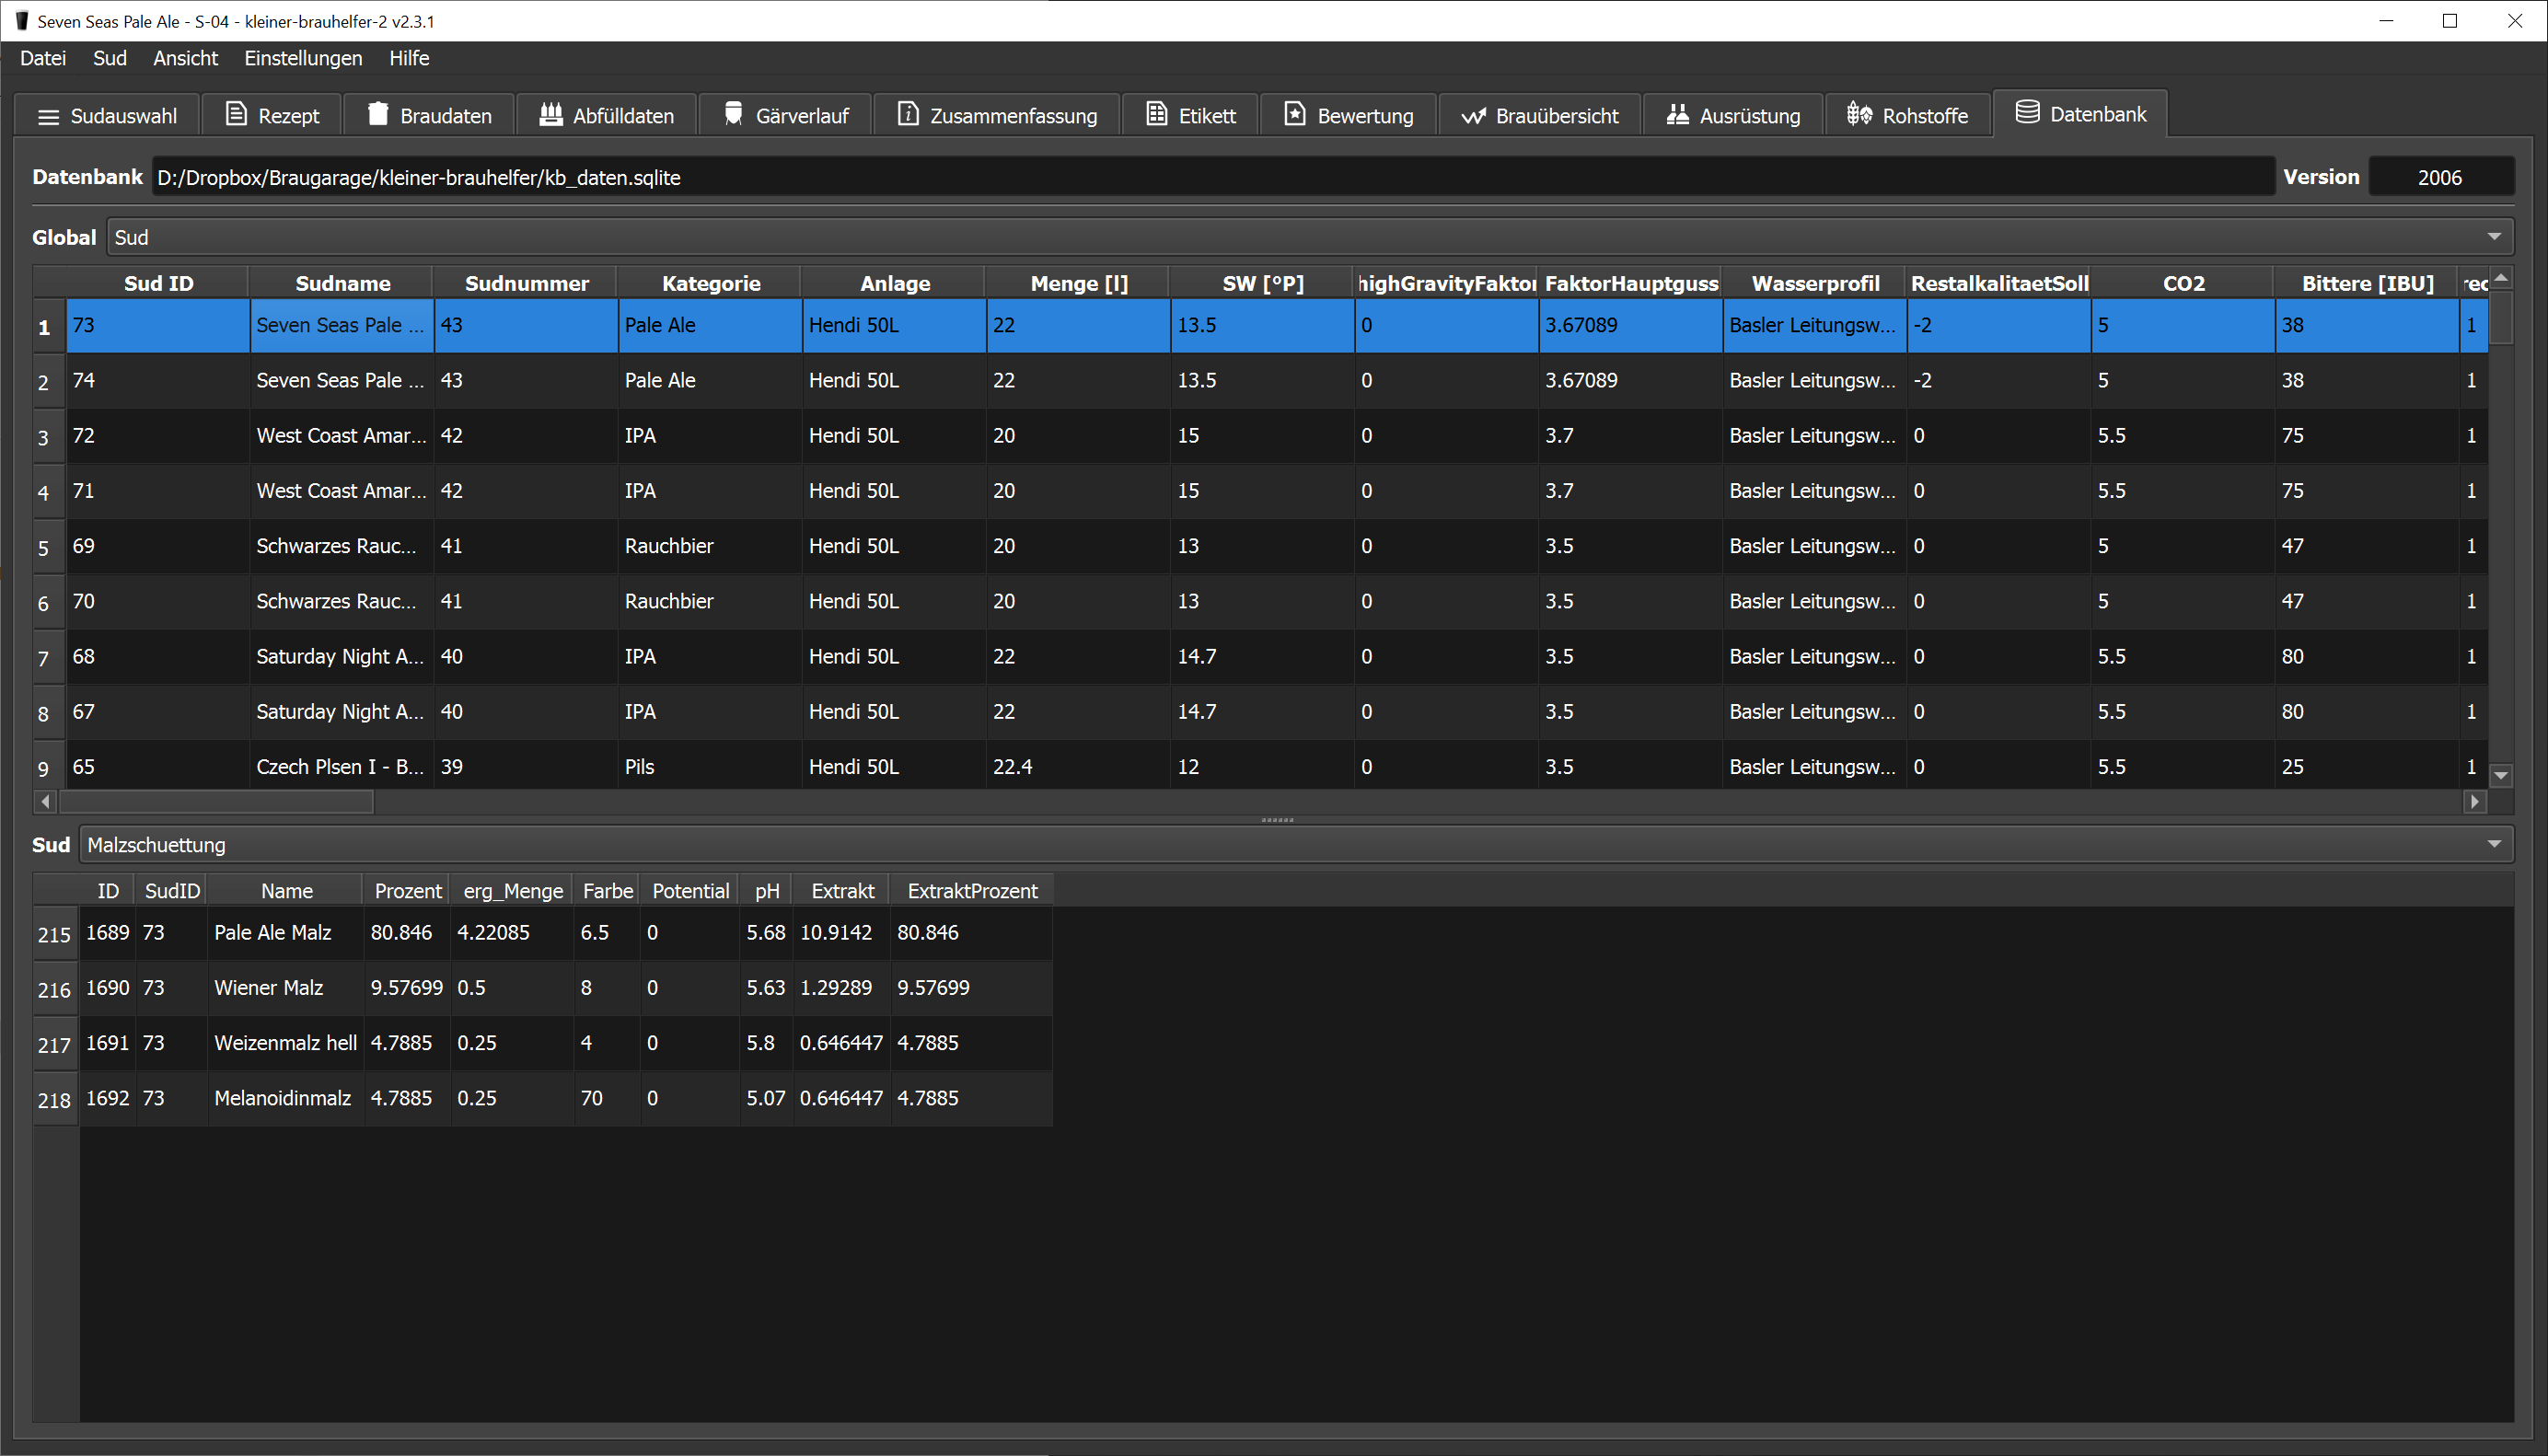 Seven Seas Pale Ale - S-04 - kleiner-brauhelfer-2 v2.3.1
Datei Sud Ansicht Einstellungen Hilfe
Sudauswahl Rezept Braudaten Abfülldaten Gärverlauf Zusammenfassung Etikett Bewertung Brauübersicht Ausrüstung Rohstoffe Datenbank
Datenbank D:/Dropbox/Braugarage/kleiner-brauhelfer/kb_daten.sqlite Version 2006
Global Sud
Sud ID Sudname Sudnummer Kategorie Anlage Menge [l] SW [°P] highGravityFaktor FaktorHauptguss Wasserprofil RestalkalitaetSoll CO2 Bittere [IBU]
1 73 Seven Seas Pale ... 43 Pale Ale Hendi 50L 22 13.5 0 3.67089 Basler Leitungsw... -2 5 38 1
2 74 Seven Seas Pale ... 43 Pale Ale Hendi 50L 22 13.5 0 3.67089 Basler Leitungsw... -2 5 38 1
3 72 West Coast Amar... 42 IPA Hendi 50L 20 15 0 3.7 Basler Leitungsw... 0 5.5 75 1
4 71 West Coast Amar... 42 IPA Hendi 50L 20 15 0 3.7 Basler Leitungsw... 0 5.5 75 1
5 69 Schwarzes Rauc... 41 Rauchbier Hendi 50L 20 13 0 3.5 Basler Leitungsw... 0 5 47 1
6 70 Schwarzes Rauc... 41 Rauchbier Hendi 50L 20 13 0 3.5 Basler Leitungsw... 0 5 47 1
7 68 Saturday Night A... 40 IPA Hendi 50L 22 14.7 0 3.5 Basler Leitungsw... 0 5.5 80 1
8 67 Saturday Night A... 40 IPA Hendi 50L 22 14.7 0 3.5 Basler Leitungsw... 0 5.5 80 1
9 65 Czech Plsen I - B... 39 Pils Hendi 50L 22.4 12 0 3.5 Basler Leitungsw... 0 5.5 25 1
Sud Malzschuettung
ID SudID Name Prozent erg_Menge Farbe Potential pH Extrakt ExtraktProzent
215 1689 73 Pale Ale Malz 80.846 4.22085 6.5 0 5.68 10.9142 80.846
216 1690 73 Wiener Malz 9.57699 0.5 8 0 5.63 1.29289 9.57699
217 1691 73 Weizenmalz hell 4.7885 0.25 4 0 5.8 0.646447 4.7885
218 1692 73 Melanoidinmalz 4.7885 0.25 70 0 5.07 0.646447 4.7885